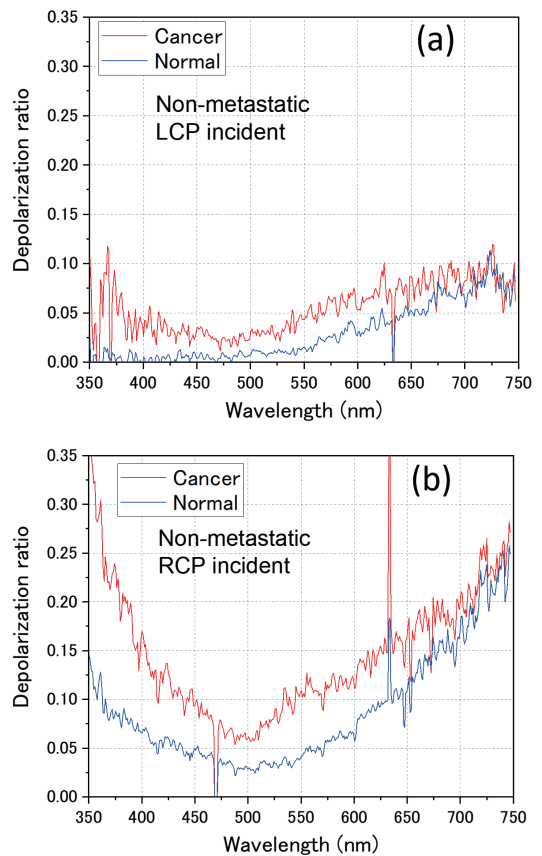 (a)
Cancer
Normal
Non-metastatic
LCP incident
Depolarization ratio
0.35
0.30
0.25
0.20
0.15
0.10
0.05
0.00
350 400 450 500 550 600 650 700 750
Wavelength (nm)
(b)
Cancer
Normal
Non-metastatic
RCP incident
Depolarization ratio
0.35
0.30
0.25
0.20
0.15
0.10
0.05
0.00
350 400 450 500 550 600 650 700 750
Wavelength (nm)